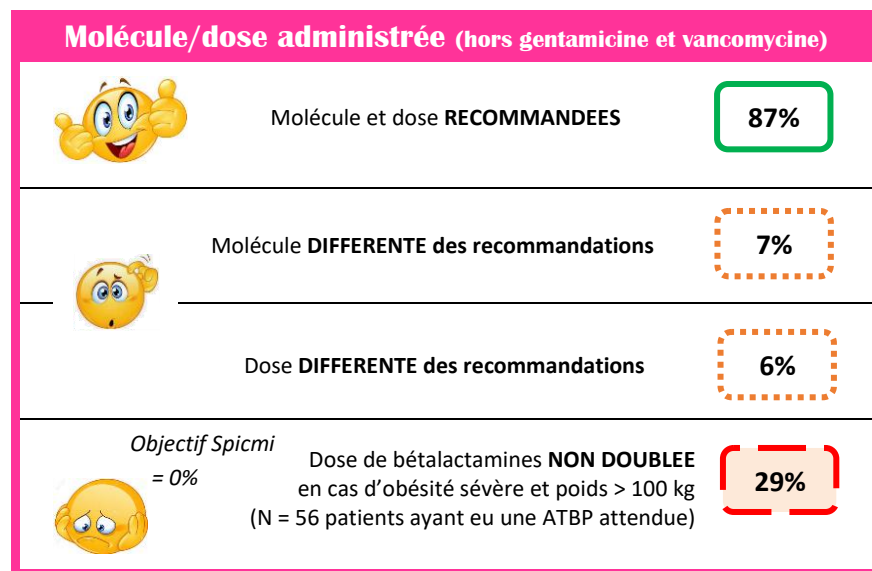 Molécule/dose administrée (hors gentamicine et vancomycine)
Molécule et dose RECOMMANDEES
87%
Molécule DIFFERENTE des recommandations
7%
Dose DIFFERENTE des recommandations
6%
Objectif Spicmi
= 0%
Dose de bétalactamines NON DOUBLEE
en cas d’obésité sévère et poids > 100 kg
(N = 56 patients ayant eu une ATBP attendue)
29%